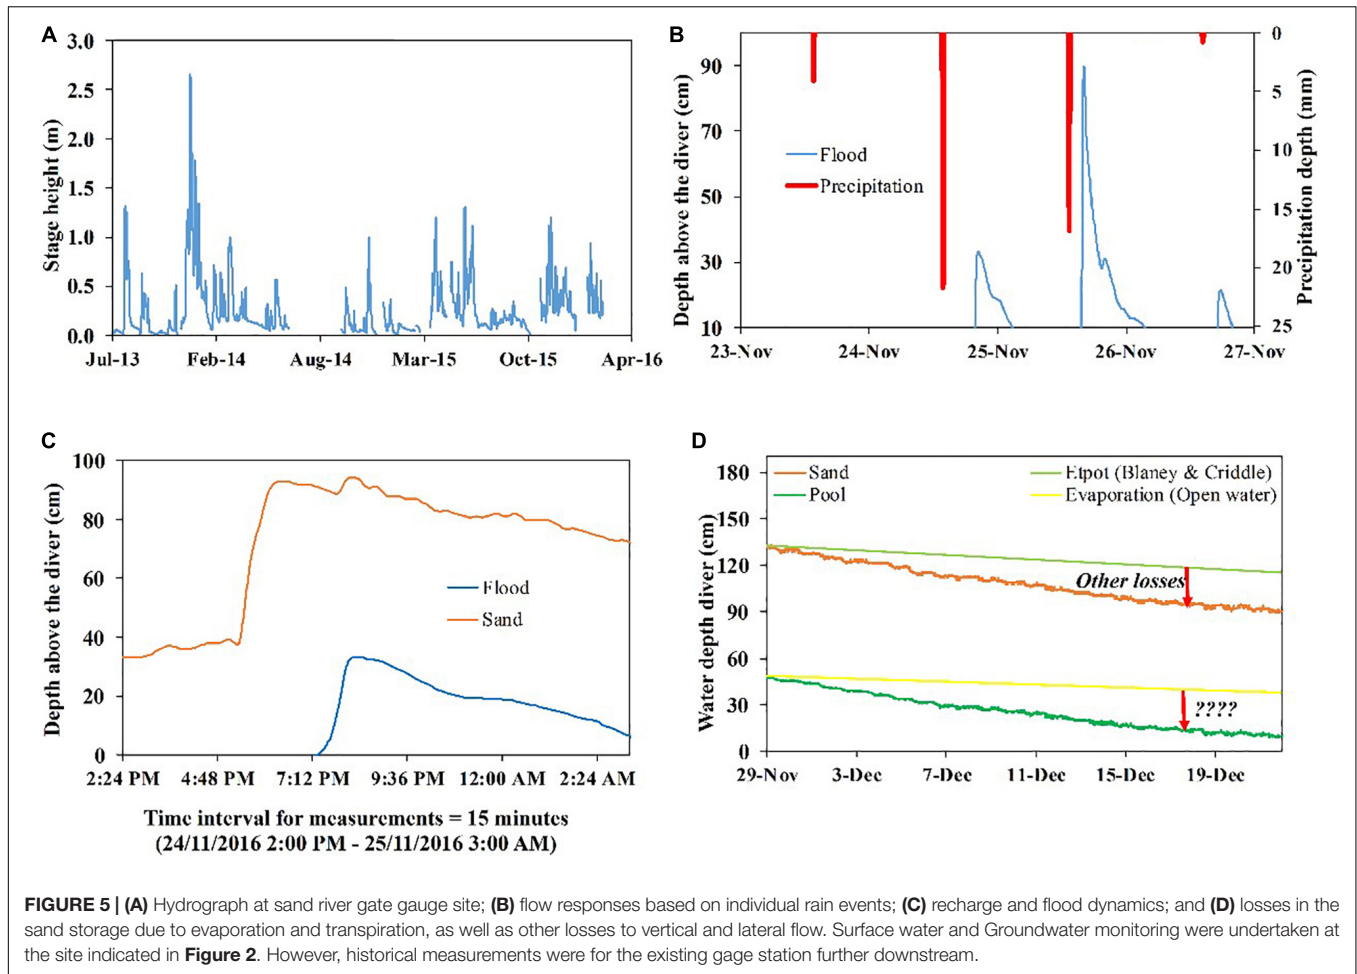 A
3.0
2.5
2.0
1.5
1.0
0.5
0.0
Stage height (m)
Jul-13 Feb-14 Aug-14 Mar-15 Oct-15 Apr-16
B
90
70
50
30
10
Depth above the diver (cm)
Flood
Precipitation
0
5
10
15
20
25
Precipitation depth (mm)
23-Nov 24-Nov 25-Nov 26-Nov 27-Nov
C
100
80
60
40
20
0
Depth above the diver (cm)
Flood
Sand
2:24 PM 4:48 PM 7:12 PM 9:36 PM 12:00 AM 2:24 AM
Time interval for measurements = 15 minutes
(24/11/2016 2:00 PM - 25/11/2016 3:00 AM)
D
180
150
120
90
60
30
0
Water depth diver (cm)
Sand Etpot (Blaney & Criddle)
Pool Evaporation (Open water)
Other losses
????
29-Nov 3-Dec 7-Dec 11-Dec 15-Dec 19-Dec
FIGURE 5 | (A) Hydrograph at sand river gate gauge site; (B) flow responses based on individual rain events; (C) recharge and flood dynamics; and (D) losses in the
sand storage due to evaporation and transpiration, as well as other losses to vertical and lateral flow. Surface water and Groundwater monitoring were undertaken at
the site indicated in Figure 2. However, historical measurements were for the existing gage station further downstream.